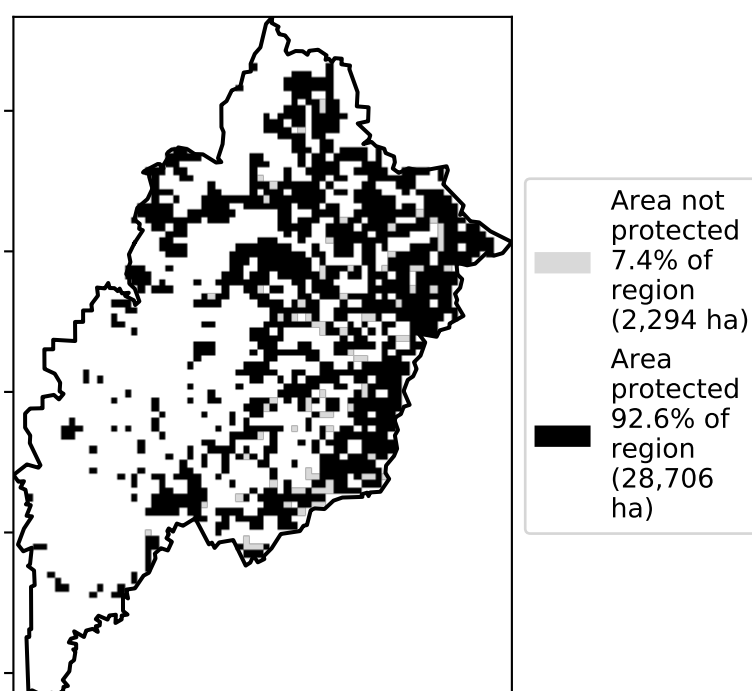 Area not
protected
7.4% of
region
(2,294 ha)
Area
protected
92.6% of
region
(28,706
ha)